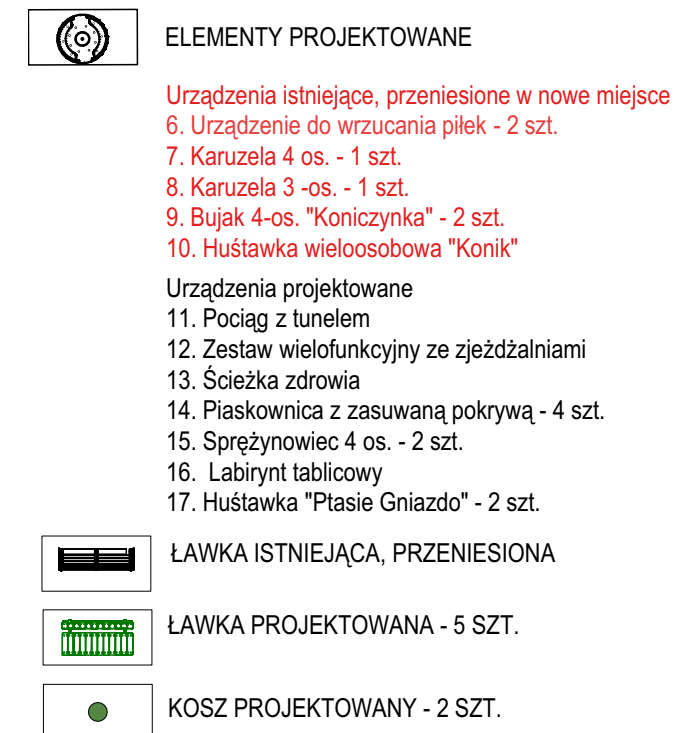 ELEMENTY PROJEKTOWANE
Urządzenia istniejące, przeniesione w nowe miejsce
6. Urządzenie do wrzucania piłek - 2 szt.
7. Karuzela 4 os. - 1 szt.
8. Karuzela 3 -os. - 1 szt.
9. Bujak 4-os. "Koniczynka" - 2 szt.
10. Huśtawka wieloosobowa "Konik"
Urządzenia projektowane
11. Pociąg z tunelem
12. Zestaw wielofunkcyjny ze zjeżdżalniami
13. Ścieżka zdrowia
14. Piaskownica z zasuwaną pokrywą - 4 szt.
15. Sprężynowiec 4 os. - 2 szt.
16. Labirynt tablicowy
17. Huśtawka "Ptasie Gniazdo" - 2 szt.
ŁAWKA ISTNIEJĄCA, PRZENIESIONA
ŁAWKA PROJEKTOWANA - 5 SZT.
KOSZ PROJEKTOWANY - 2 SZT.